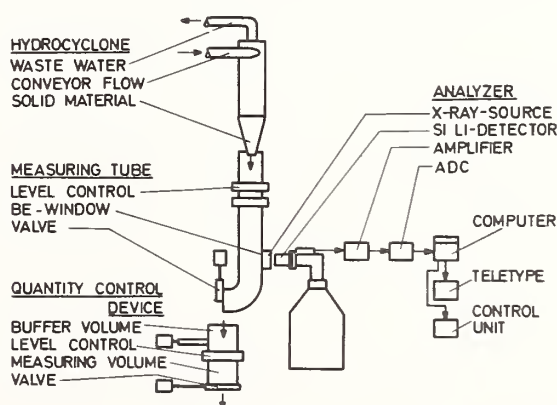 HYDROCYCLONE
WASTE WATER
CONVEYOR FLOW
SOLID MATERIAL
MEASURING TUBE
LEVEL CONTROL
BE-WINDOW
VALVE
QUANTITY CONTROL
DEVICE
BUFFER VOLUME
LEVEL CONTROL
MEASURING VOLUME
VALVE
ANALYZER
X-RAY-SOURCE
SI LI-DETECTOR
AMPLIFIER
ADC
COMPUTER
TELETYPE
CONTROL
UNIT